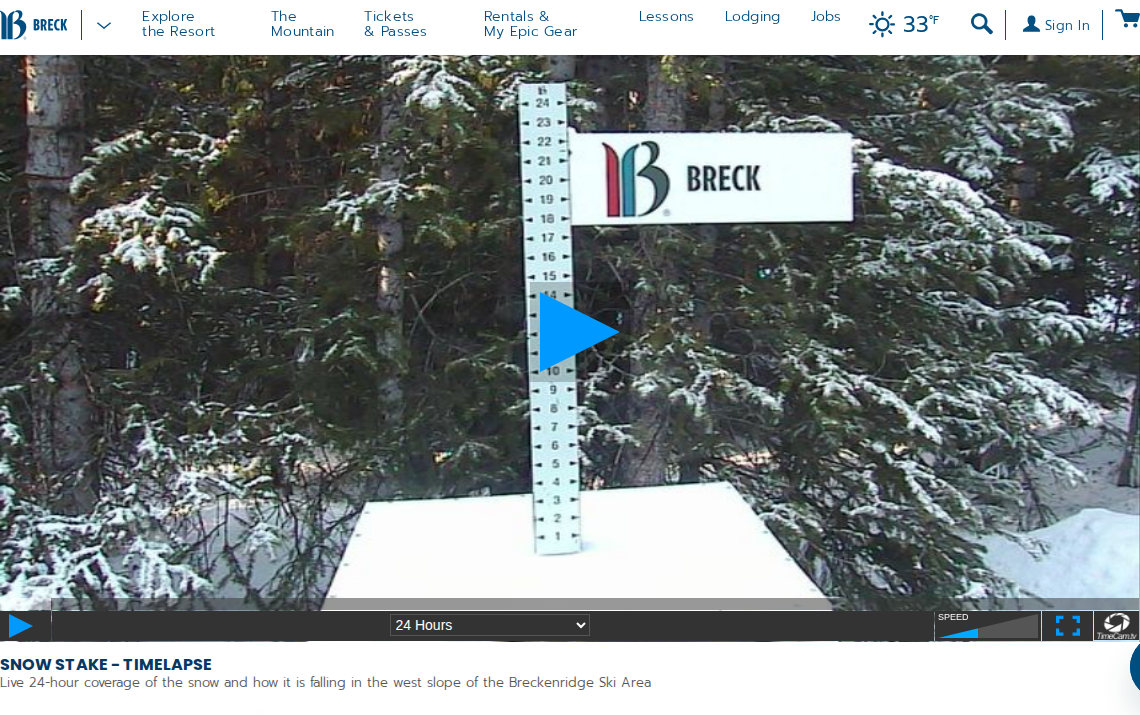 BRECK
Explore
the Resort
The
Mountain
Tickets
& Passes
Rentals &
My Epic Gear
Lessons
Lodging
Jobs
33°F
Sign In
24
23
22
21
20
19
18
17
16
15
14
10
9
8
7
6
5
4
3
2
1
B BRECK
24 Hours
SPEED
TimeCam.tv
SNOW STAKE – TIMELAPSE
Live 24-hour coverage of the snow and how it is falling in the west slope of the Breckenridge Ski Area